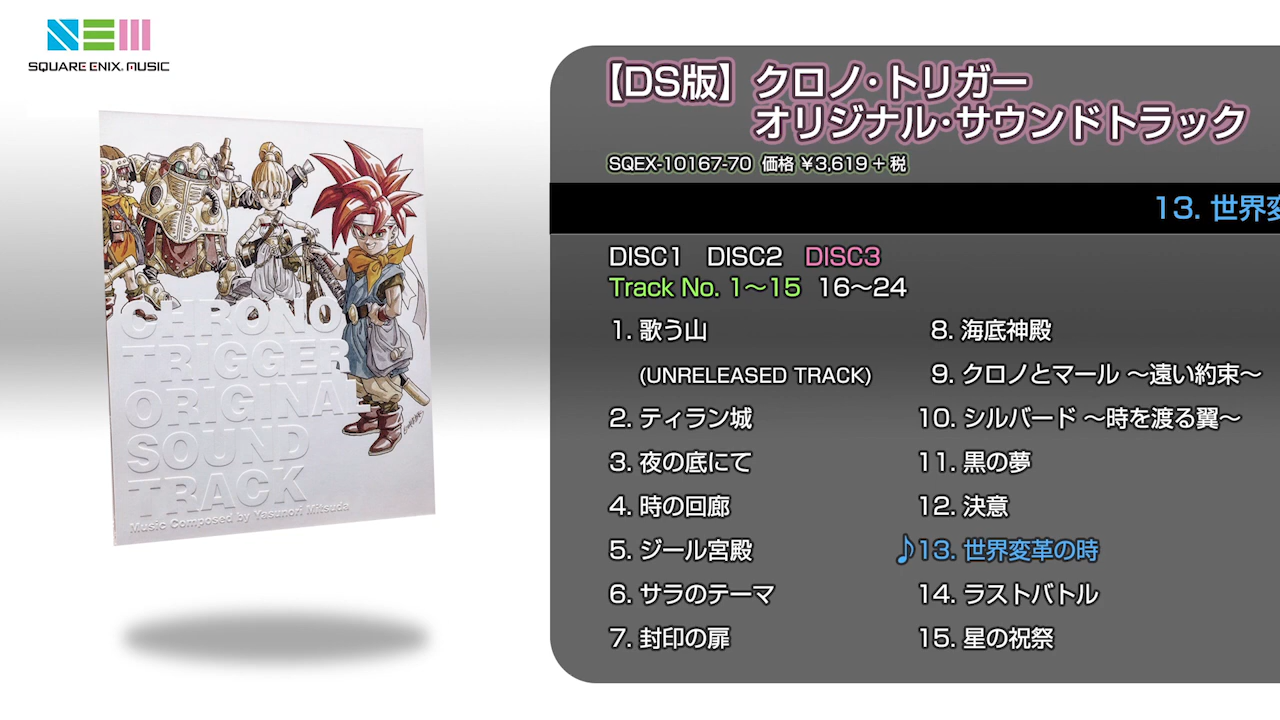 SQUARE ENIX. MUSIC
【DS版】クロノ・トリガー
オリジナル・サウンドトラック
SQEX-10167-70 価格 ¥3,619+税
13. 世界変
DISC1 DISC2 DISC3
Track No. 1〜15 16〜24
1. 歌う山
(UNRELEASED TRACK)
2. ティラン城
3. 夜の底にて
4. 時の回廊
5. ジール宮殿
6. サラのテーマ
7. 封印の扉
8. 海底神殿
9. クロノとマール 〜遠い約束〜
10. シルバード 〜時を渡る翼〜
11. 黒の夢
12. 決意
♪13. 世界変革の時
14. ラストバトル
15. 星の祝祭
CHRONO
TRIGGER
ORIGINAL
SOUND
TRACK
Music Composed by Yasunori Mitsuda